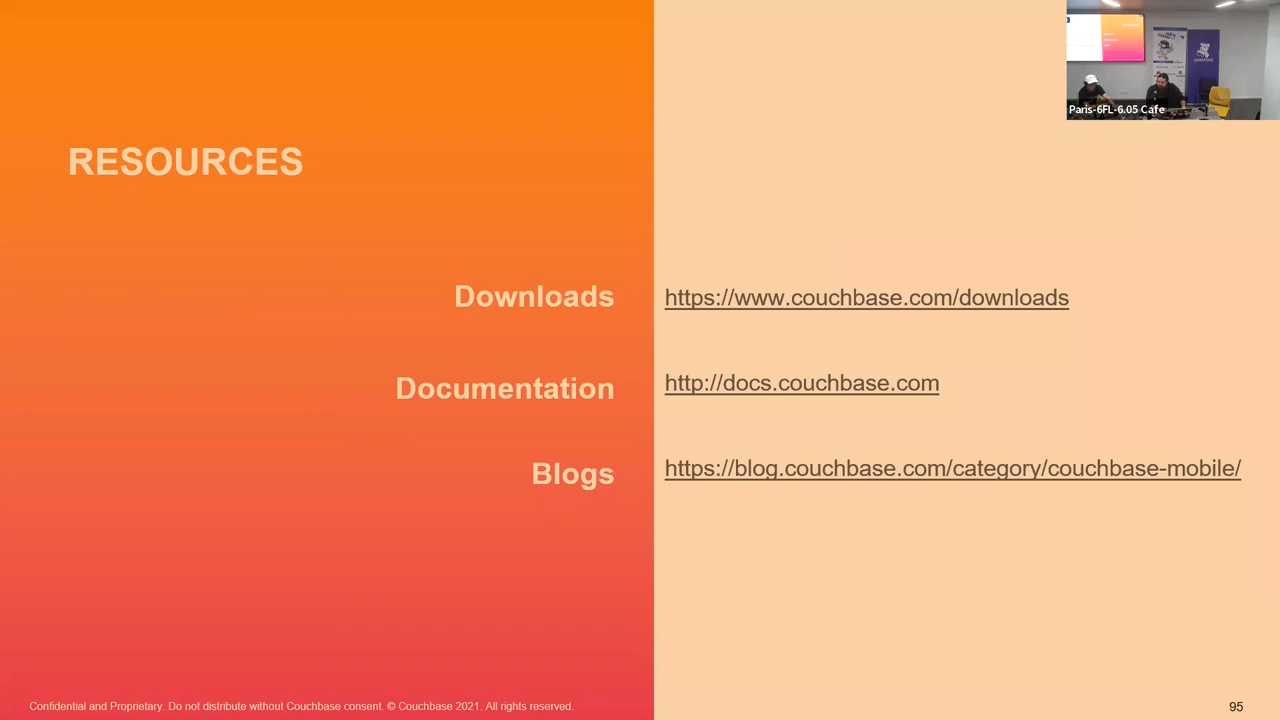 Paris-6FL-6.05 Cafe
RESOURCES
Downloads
https://www.couchbase.com/downloads
Documentation
http://docs.couchbase.com
Blogs
https://blog.couchbase.com/category/couchbase-mobile/
Confidential and Proprietary. Do not distribute without Couchbase consent. © Couchbase 2021. All rights reserved.
95